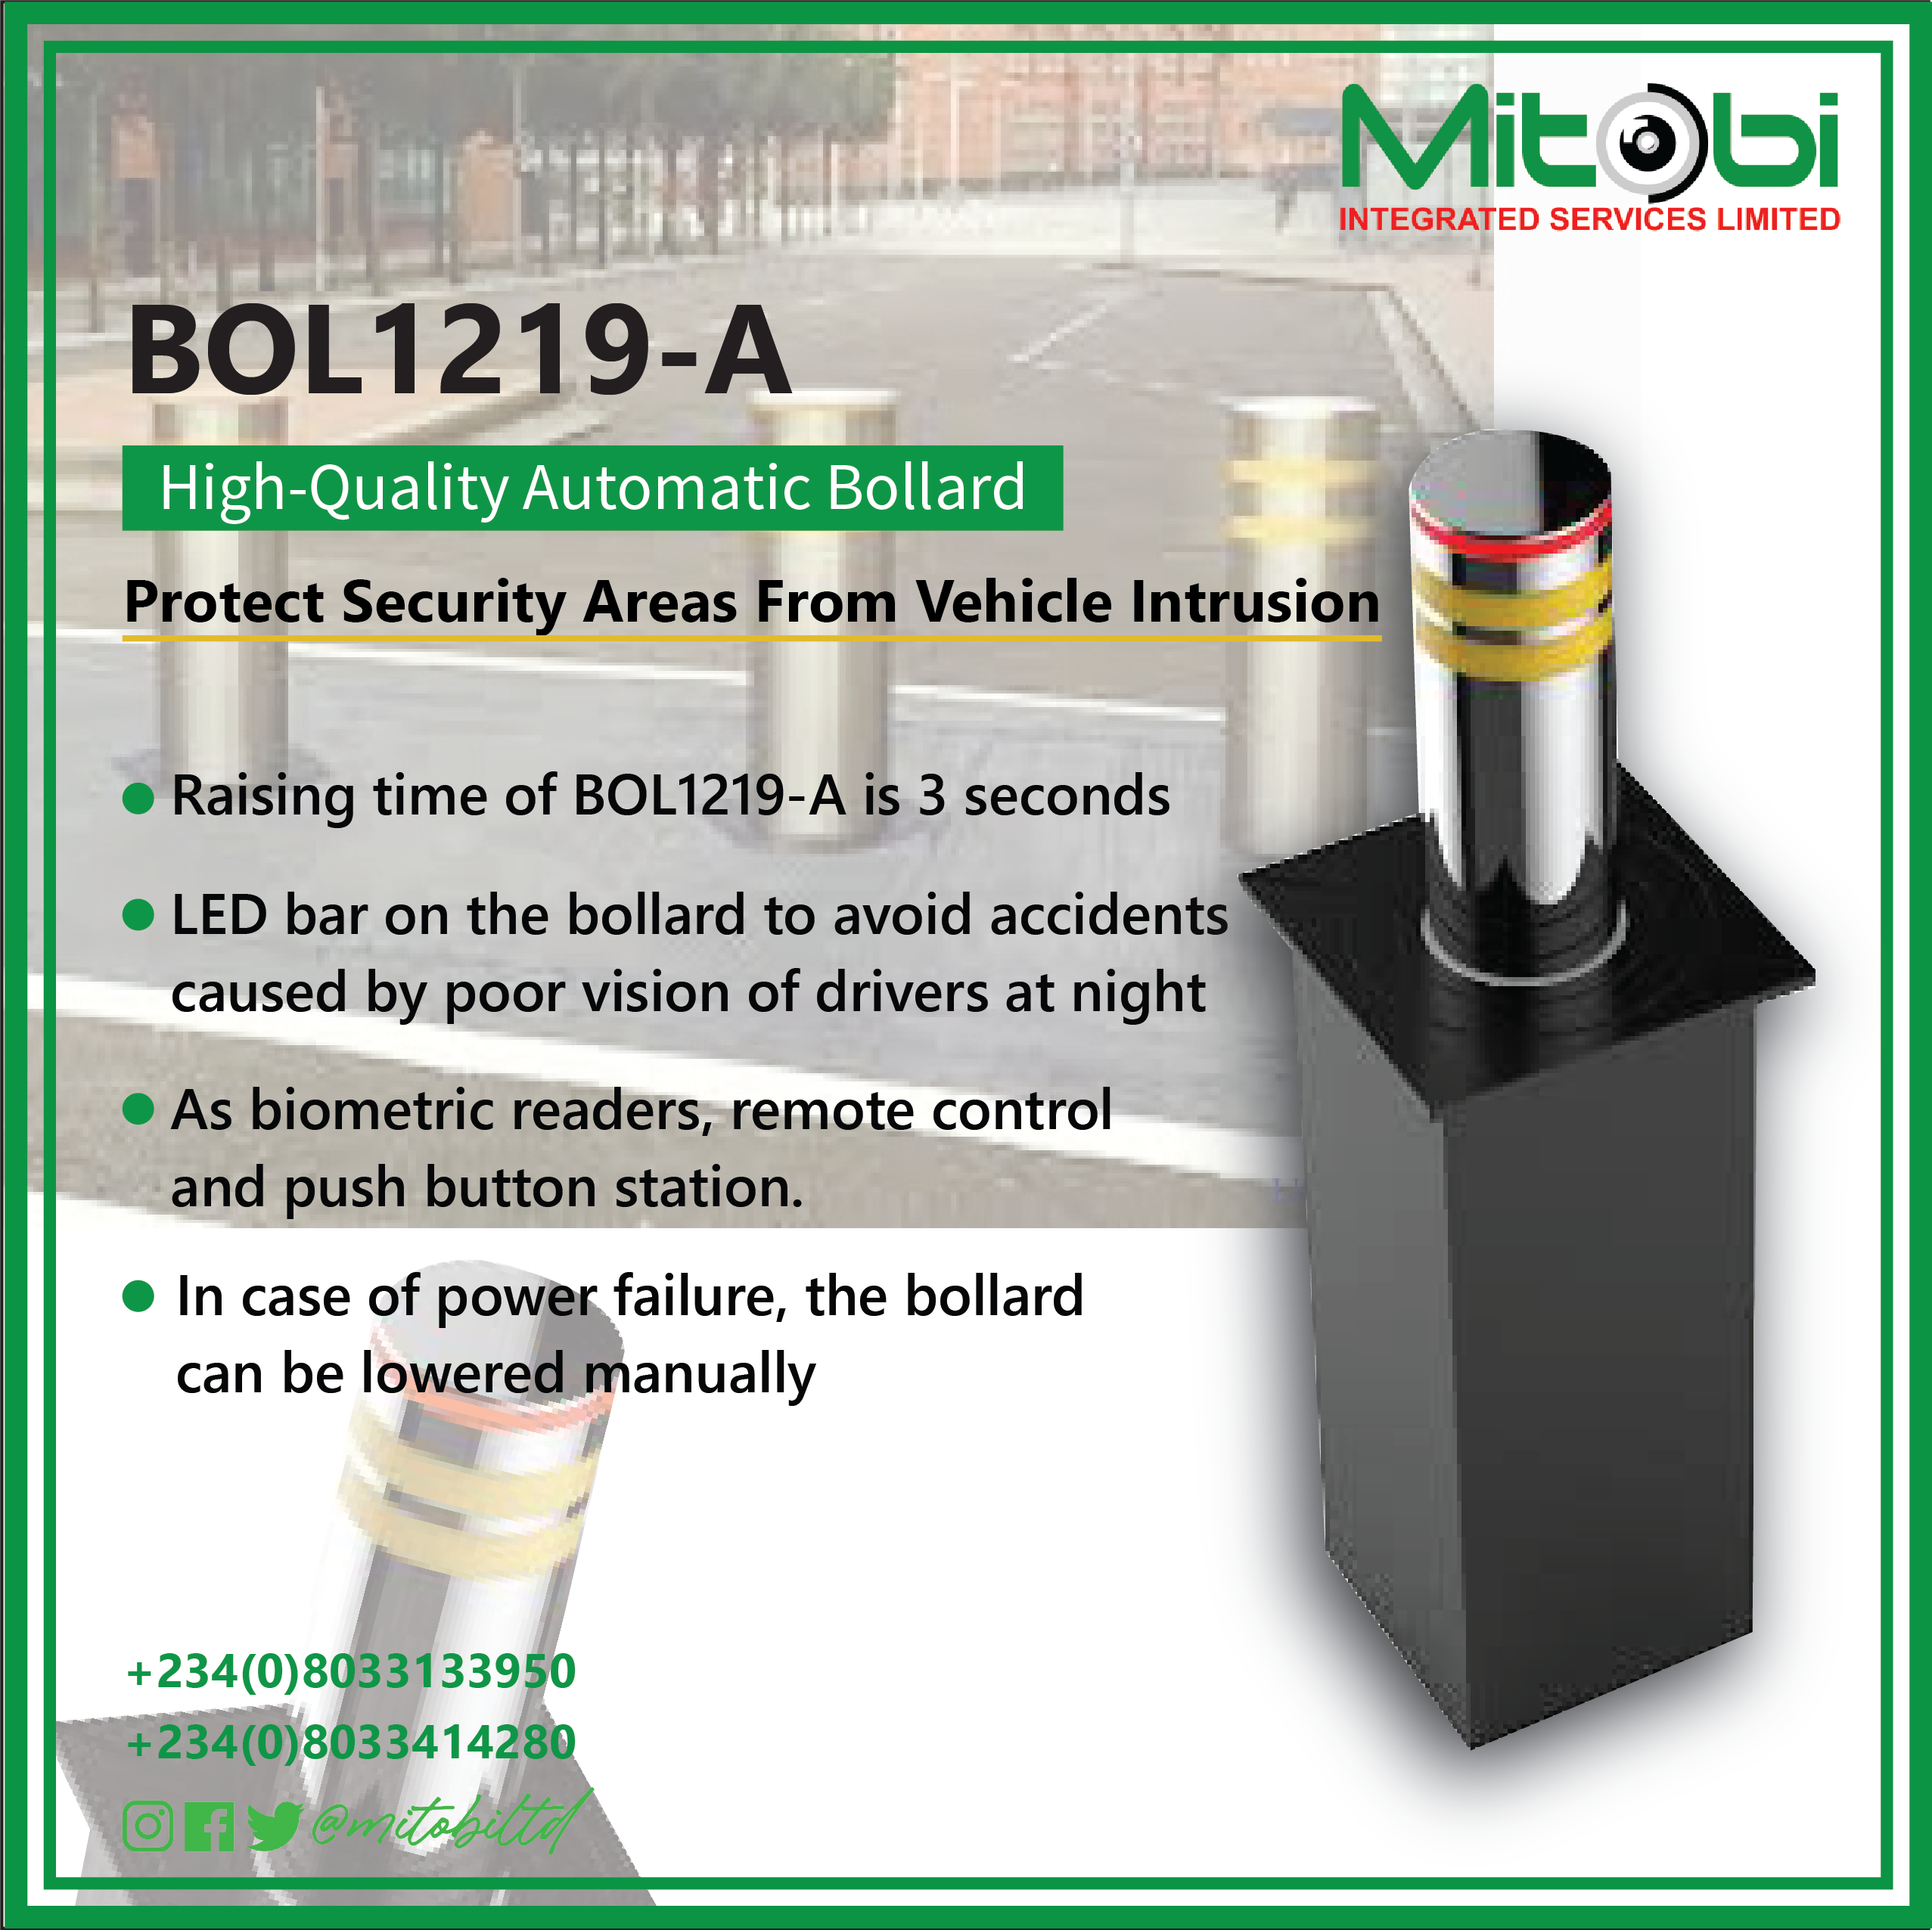 Mitobi
INTEGRATED SERVICES LIMITED
BOL1219-A
High-Quality Automatic Bollard
Protect Security Areas From Vehicle Intrusion
Raising time of BOL1219-A is 3 seconds
LED bar on the bollard to avoid accidents
caused by poor vision of drivers at night
As biometric readers, remote control
and push button station.
In case of power failure, the bollard
can be lowered manually
+234(0)8033133950
+234(0)8033414280
@mitobiltd